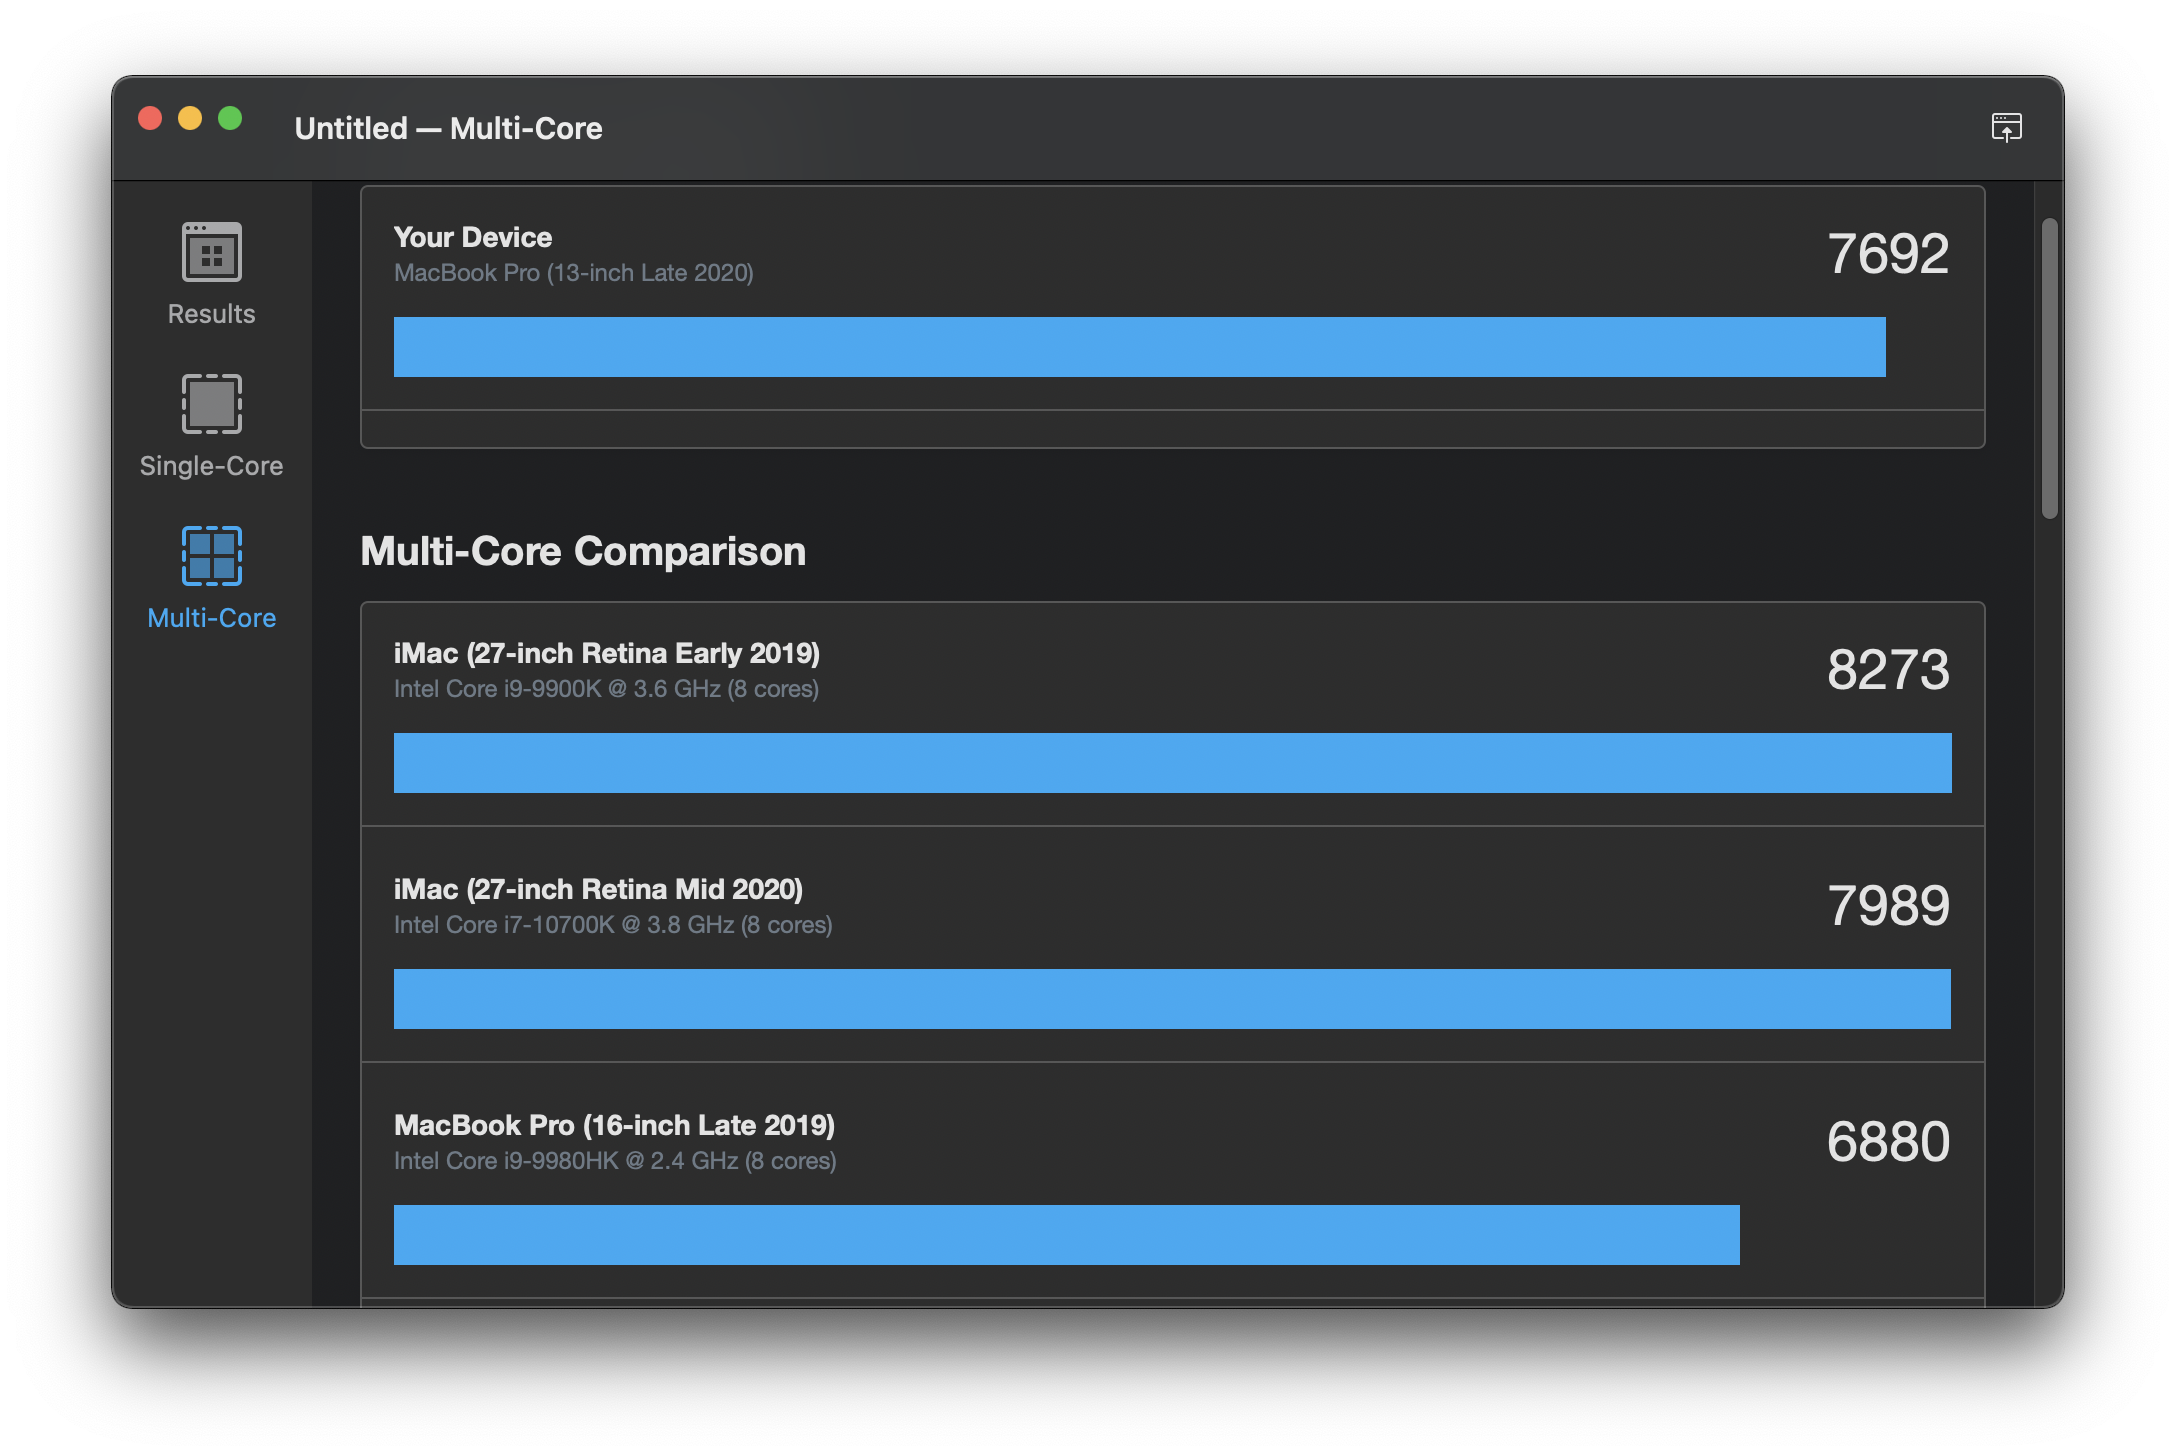 Untitled — Multi-Core
Results
Single-Core
Multi-Core
Your Device
MacBook Pro (13-inch Late 2020)
7692
Multi-Core Comparison
iMac (27-inch Retina Early 2019)
Intel Core i9-9900K @ 3.6 GHz (8 cores)
8273
iMac (27-inch Retina Mid 2020)
Intel Core i7-10700K @ 3.8 GHz (8 cores)
7989
MacBook Pro (16-inch Late 2019)
Intel Core i9-9980HK @ 2.4 GHz (8 cores)
6880